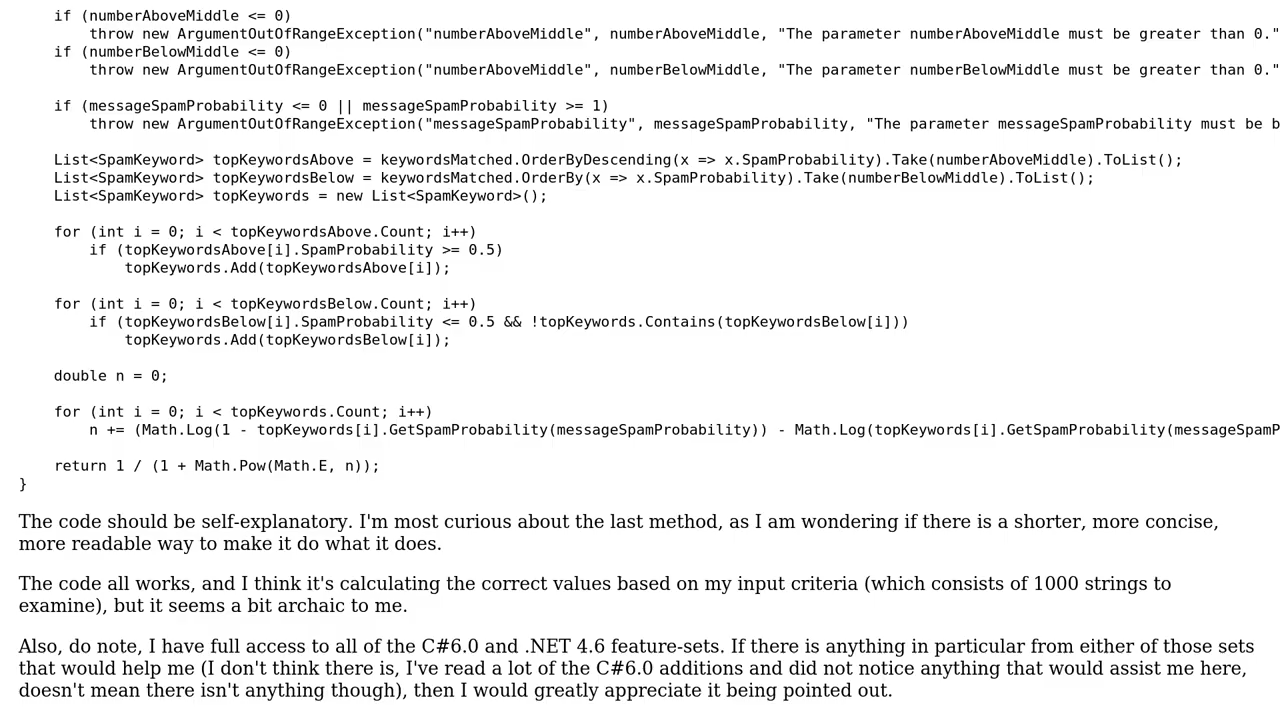 if (numberAboveMiddle <= 0)
throw new ArgumentOutOfRangeException("numberAboveMiddle", numberAboveMiddle, "The parameter numberAboveMiddle must be greater than 0."
if (numberBelowMiddle <= 0)
throw new ArgumentOutOfRangeException("numberAboveMiddle", numberBelowMiddle, "The parameter numberBelowMiddle must be greater than 0."
if (messageSpamProbability <= 0 || messageSpamProbability >= 1)
throw new ArgumentOutOfRangeException("messageSpamProbability", messageSpamProbability, "The parameter messageSpamProbability must be b
List<SpamKeyword> topKeywordsAbove = keywordsMatched.OrderByDescending(x => x.SpamProbability).Take(numberAboveMiddle).ToList();
List<SpamKeyword> topKeywordsBelow = keywordsMatched.OrderBy(x => x.SpamProbability).Take(numberBelowMiddle).ToList();
List<SpamKeyword> topKeywords = new List<SpamKeyword>();
for (int i = 0; i < topKeywordsAbove.Count; i++)
if (topKeywordsAbove[i].SpamProbability >= 0.5)
topKeywords.Add(topKeywordsAbove[i]);
for (int i = 0; i < topKeywordsBelow.Count; i++)
if (topKeywordsBelow[i].SpamProbability <= 0.5 && !topKeywords.Contains(topKeywordsBelow[i]))
topKeywords.Add(topKeywordsBelow[i]);
double n = 0;
for (int i = 0; i < topKeywords.Count; i++)
n += (Math.Log(1 - topKeywords[i].GetSpamProbability(messageSpamProbability)) - Math.Log(topKeywords[i].GetSpamProbability(messageSpamP
return 1 / (1 + Math.Pow(Math.E, n));
}
The code should be self-explanatory. I'm most curious about the last method, as I am wondering if there is a shorter, more concise,
more readable way to make it do what it does.
The code all works, and I think it's calculating the correct values based on my input criteria (which consists of 1000 strings to
examine), but it seems a bit archaic to me.
Also, do note, I have full access to all of the C#6.0 and .NET 4.6 feature-sets. If there is anything in particular from either of those sets
that would help me (I don't think there is, I've read a lot of the C#6.0 additions and did not notice anything that would assist me here,
doesn't mean there isn't anything though), then I would greatly appreciate it being pointed out.